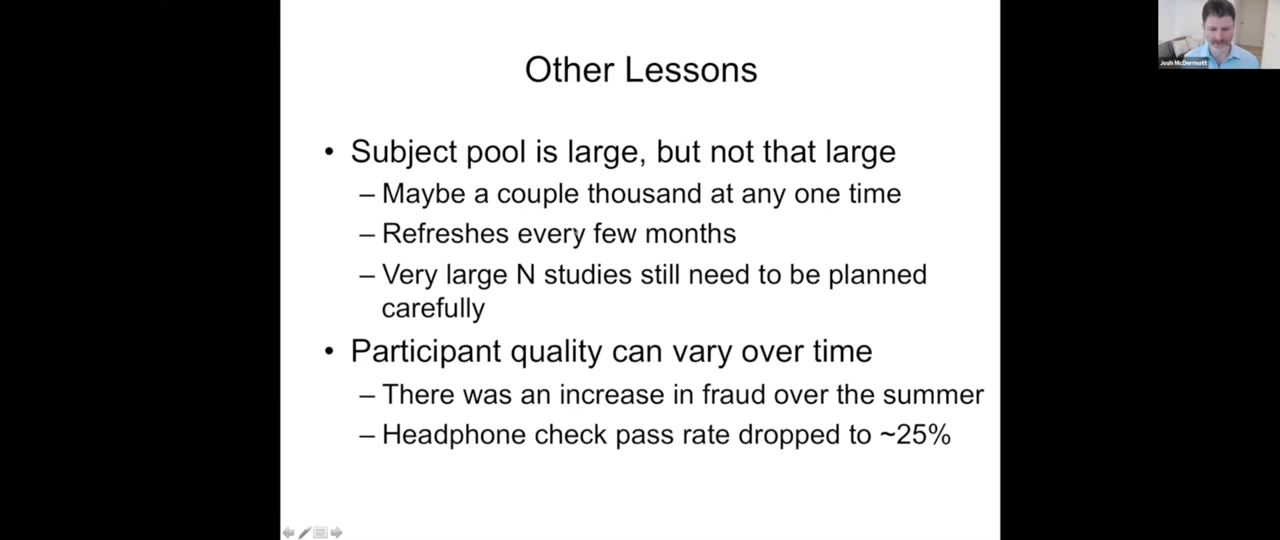 Other Lessons
Josh McDermott
• Subject pool is large, but not that large
– Maybe a couple thousand at any one time
– Refreshes every few months
– Very large N studies still need to be planned
carefully
• Participant quality can vary over time
– There was an increase in fraud over the summer
– Headphone check pass rate dropped to ~25%